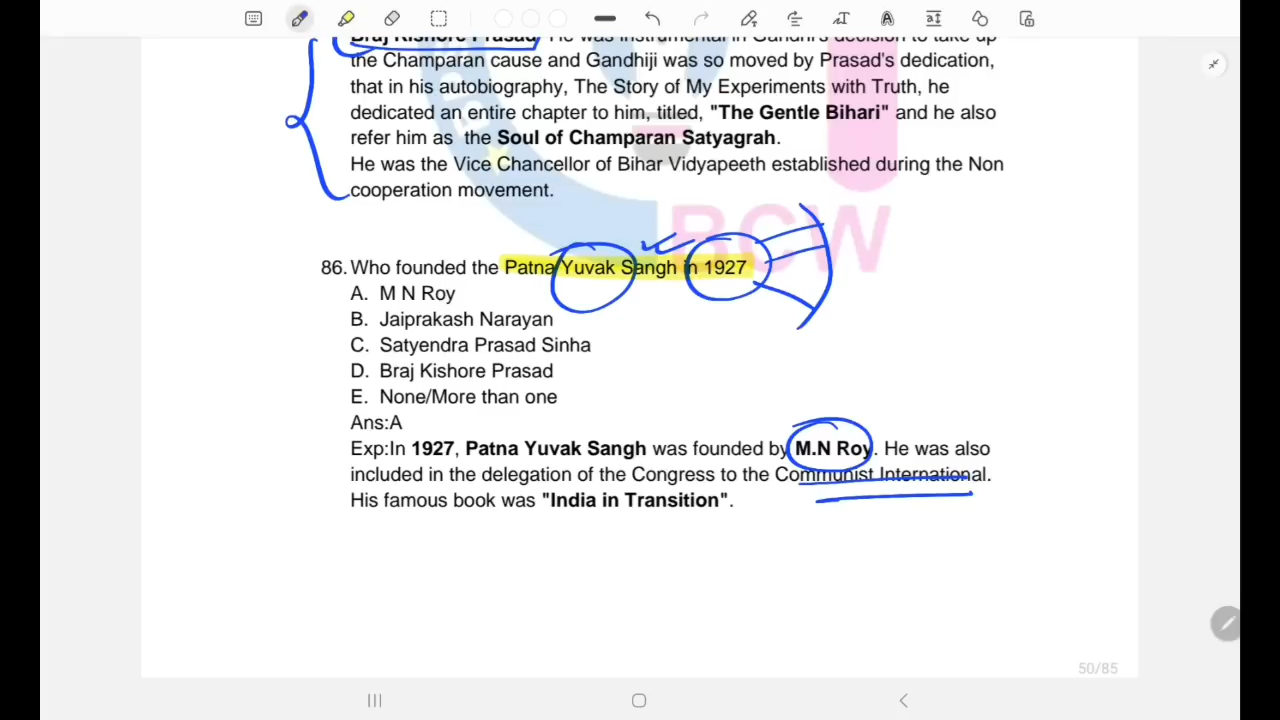 Braj Kishore Prasad. He was instrumental in Gandhi's decision to take up
the Champaran cause and Gandhiji was so moved by Prasad's dedication,
that in his autobiography, The Story of My Experiments with Truth, he
dedicated an entire chapter to him, titled, "The Gentle Bihari" and he also
refer him as the Soul of Champaran Satyagrah.
He was the Vice Chancellor of Bihar Vidyapeeth established during the Non
cooperation movement.
BCW
86. Who founded the Patna Yuvak Sangh in 1927
A. M N Roy
B. Jaiprakash Narayan
C. Satyendra Prasad Sinha
D. Braj Kishore Prasad
E. None/More than one
Ans:A
Exp:In 1927, Patna Yuvak Sangh was founded by M.N Roy. He was also
included in the delegation of the Congress to the Communist International.
His famous book was "India in Transition".
50/85